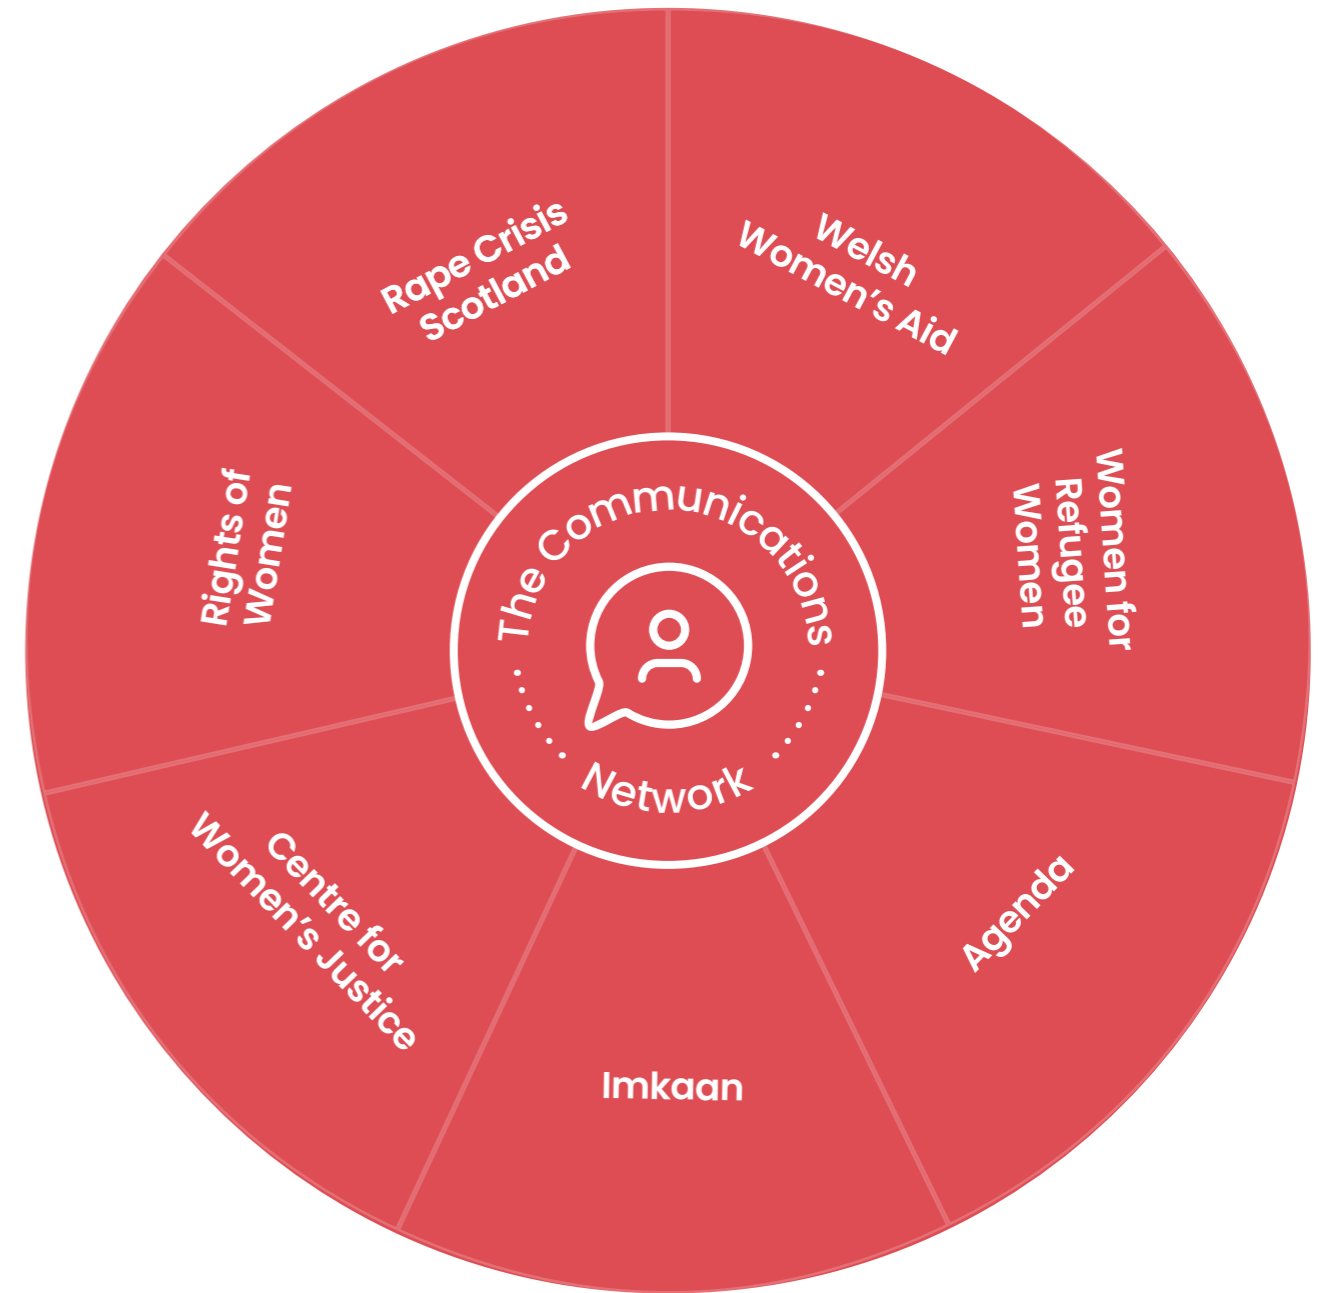 The Communications
Network
Welsh
Women’s Aid
Women for
Refugee
Women
Agenda
Imkaan
Centre for
Women’s Justice
Rights of
Women
Rape Crisis
Scotland